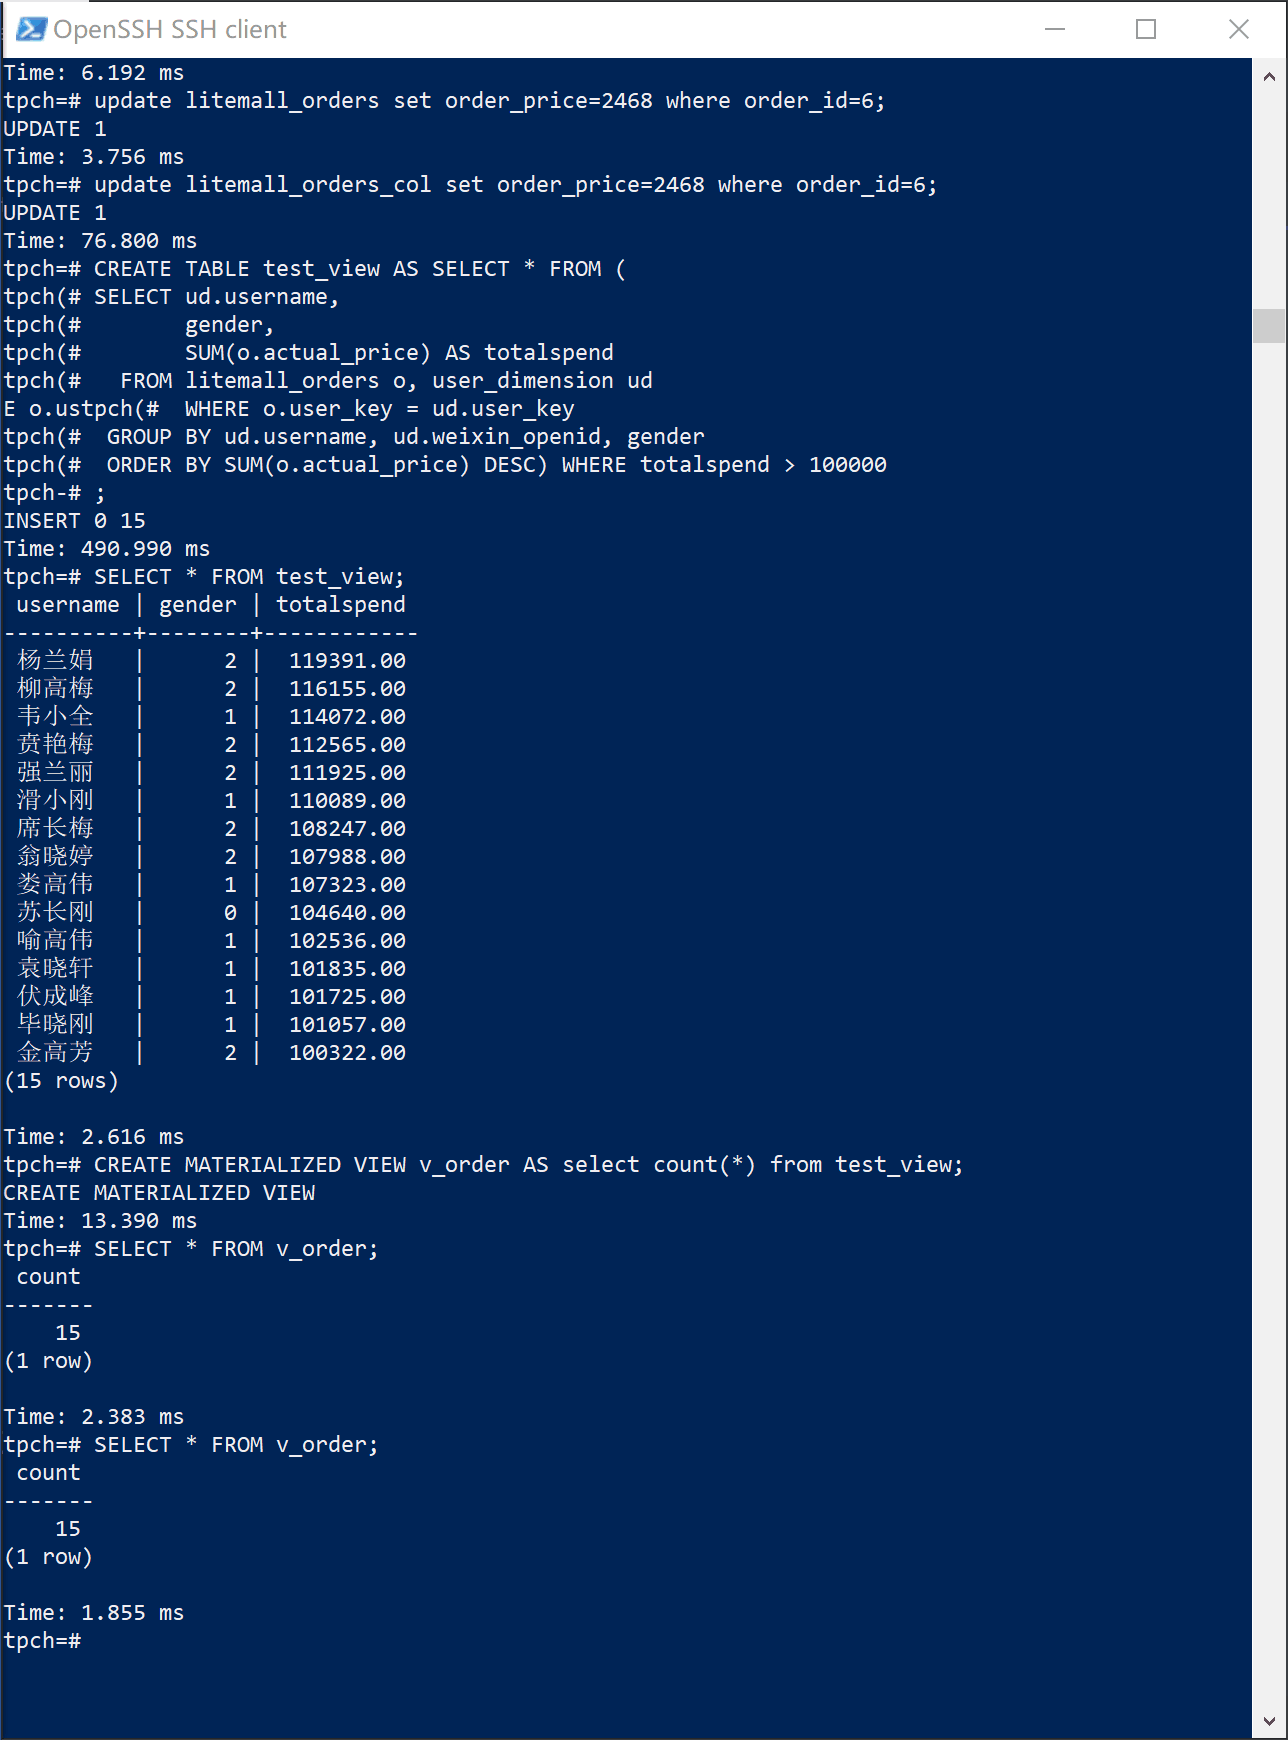 OpenSSH SSH client
Time: 6.192 ms
tpch=# update litemall_orders set order_price=2468 where order_id=6;
UPDATE 1
Time: 3.756 ms
tpch=# update litemall_orders_col set order_price=2468 where order_id=6;
UPDATE 1
Time: 76.800 ms
tpch=# CREATE TABLE test_view AS SELECT * FROM (
tpch(# SELECT ud.username,
tpch(#        gender,
tpch(#        SUM(o.actual_price) AS totalspend
tpch(#   FROM litemall_orders o, user_dimension ud
E o.ustpch(#  WHERE o.user_key = ud.user_key
tpch(#  GROUP BY ud.username, ud.weixin_openid, gender
tpch(#  ORDER BY SUM(o.actual_price) DESC) WHERE totalspend > 100000
tpch-# ;
INSERT 0 15
Time: 490.990 ms
tpch=# SELECT * FROM test_view;
 username | gender | totalspend
----------+--------+------------
 杨兰娟   |      2 |  119391.00
 柳高梅   |      2 |  116155.00
 韦小全   |      1 |  114072.00
 贲艳梅   |      2 |  112565.00
 强兰丽   |      2 |  111925.00
 滑小刚   |      1 |  110089.00
 席长梅   |      2 |  108247.00
 翁晓婷   |      2 |  107988.00
 娄高伟   |      1 |  107323.00
 苏长刚   |      0 |  104640.00
 喻高伟   |      1 |  102536.00
 袁晓轩   |      1 |  101835.00
 伏成峰   |      1 |  101725.00
 毕晓刚   |      1 |  101057.00
 金高芳   |      2 |  100322.00
(15 rows)
Time: 2.616 ms
tpch=# CREATE MATERIALIZED VIEW v_order AS select count(*) from test_view;
CREATE MATERIALIZED VIEW
Time: 13.390 ms
tpch=# SELECT * FROM v_order;
 count
-------
    15
(1 row)
Time: 2.383 ms
tpch=# SELECT * FROM v_order;
 count
-------
    15
(1 row)
Time: 1.855 ms
tpch=#